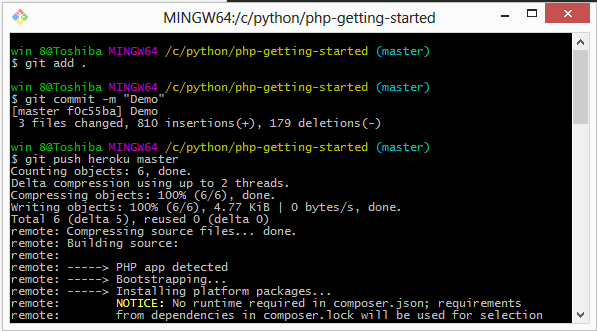 MINGW64:/c/python/php-getting-started
win 8@Toshiba MINGW64 /c/python/php-getting-started (master)
$ git add .
win 8@Toshiba MINGW64 /c/python/php-getting-started (master)
$ git commit -m "Demo"
[master f0c55ba] Demo
 3 files changed, 810 insertions(+), 179 deletions(-)
win 8@Toshiba MINGW64 /c/python/php-getting-started (master)
$ git push heroku master
Counting objects: 6, done.
Delta compression using up to 2 threads.
Compressing objects: 100% (6/6), done.
Writing objects: 100% (6/6), 4.77 KiB | 0 bytes/s, done.
Total 6 (delta 5), reused 0 (delta 0)
remote: Compressing source files... done.
remote: Building source:
remote:
remote: -----> PHP app detected
remote: -----> Bootstrapping...
remote: -----> Installing platform packages...
remote:        NOTICE: No runtime required in composer.json; requirements
remote:        from dependencies in composer.lock will be used for selection